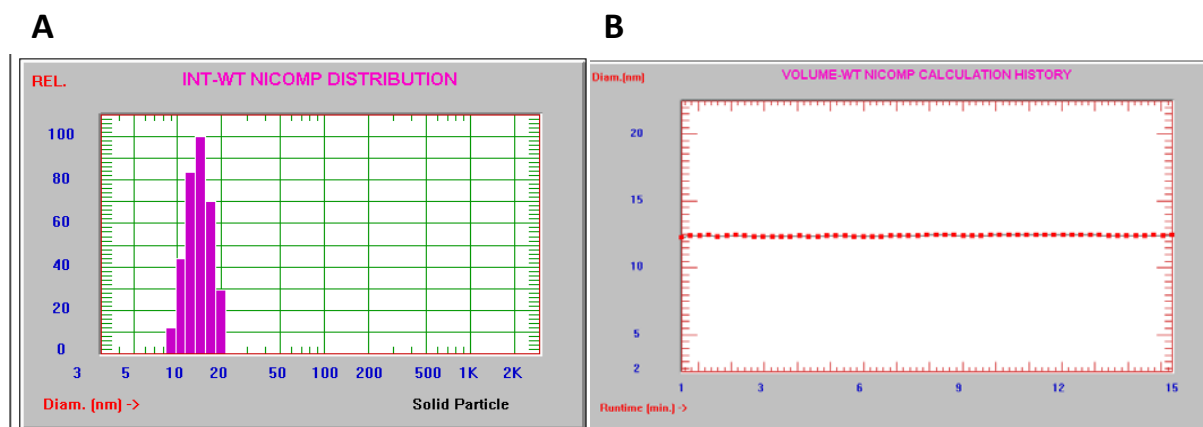 A
INT-WT NICOMP DISTRIBUTION
REL.
100
80
60
40
20
0
3 5 10 20 50 100 200 500 1K 2K
Diam. (nm) -> Solid Particle
B
VOLUME-WT NICOMP CALCULATION HISTORY
Diam.(nm)
20
15
10
5
2
1 3 6 9 12 15
Runtime (min.)->